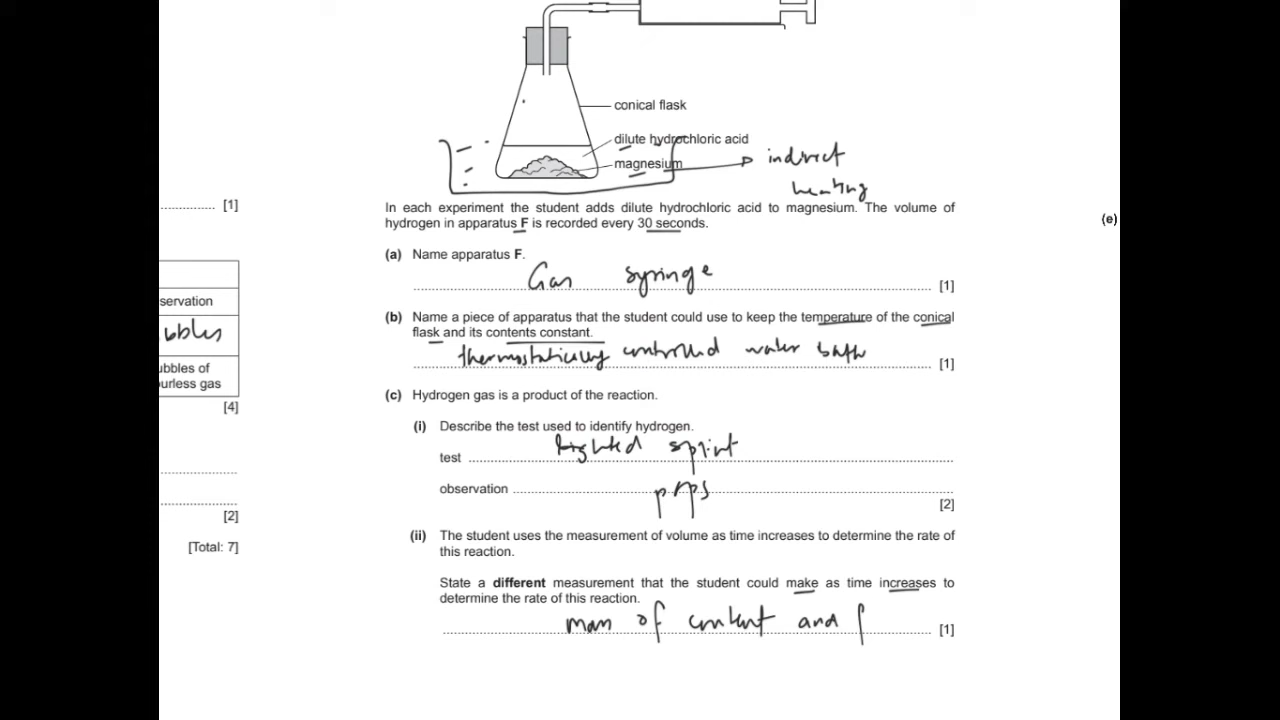 conical flask
dilute hydrochloric acid
magnesium
indirect
heating
[1]
In each experiment the student adds dilute hydrochloric acid to magnesium. The volume of
hydrogen in apparatus F is recorded every 30 seconds.
(e)
(a) Name apparatus F.
Gas syringe
[1]
servation
(b) Name a piece of apparatus that the student could use to keep the temperature of the conical
flask and its contents constant.
ubbles
thermostatically controlled water bath
[1]
ubbles of
urless gas
(c) Hydrogen gas is a product of the reaction.
[4]
(i) Describe the test used to identify hydrogen.
test lighted splint
observation pops
[2]
[2]
(ii) The student uses the measurement of volume as time increases to determine the rate of
this reaction.
[Total: 7]
State a different measurement that the student could make as time increases to
determine the rate of this reaction.
mass of content and f
[1]